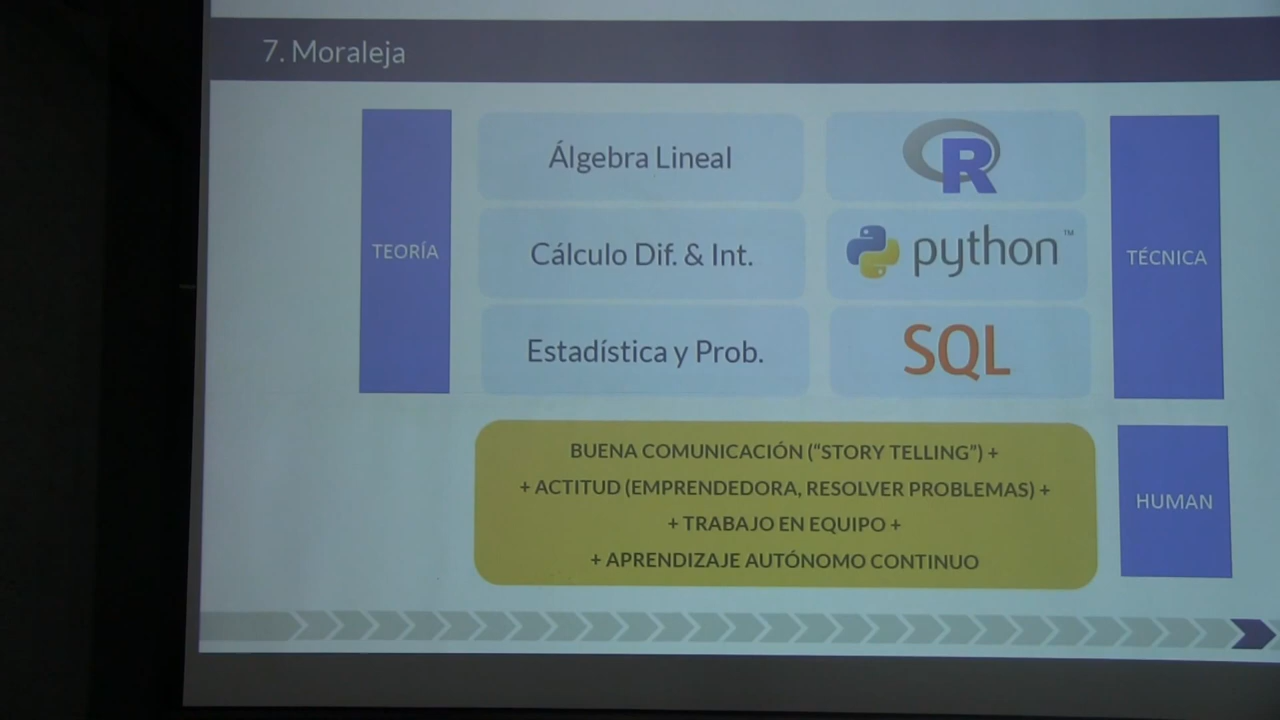 7. Moraleja
TEORÍA
Álgebra Lineal
Cálculo Dif. & Int.
Estadística y Prob.
R
python™
SQL
TÉCNICA
BUENA COMUNICACIÓN (“STORY TELLING”) +
+ ACTITUD (EMPRENDEDORA, RESOLVER PROBLEMAS) +
+ TRABAJO EN EQUIPO +
+ APRENDIZAJE AUTÓNOMO CONTINUO
HUMAN